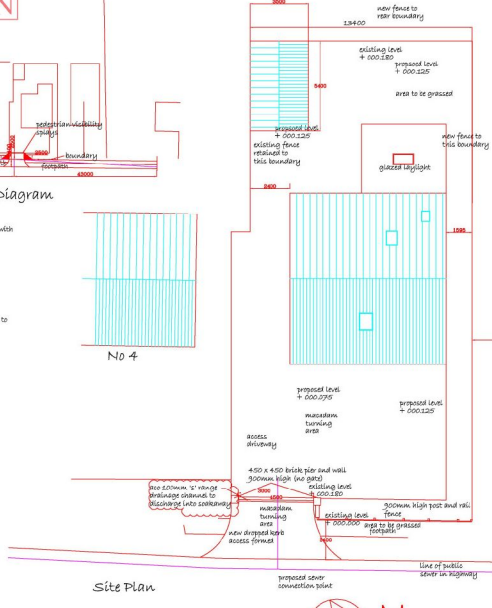 N
3000
new fence to
rear boundary
13400
existing level
+ 000.180
proposed level
+ 000.125
area to be grassed
5400
pedestrian visibility
splays
2500
boundary
footpath
43000
Diagram
proposed level
+ 000.125
existing fence
retained to
this boundary
new fence to
this boundary
glazed laylight
2400
1595
with
to
No 4
proposed level
+ 000.075
macadam
turning
area
proposed level
+ 000.125
access
driveway
450 x 450 brick pier and wall
900mm high (no gate)
aco 100mm 's' range
drainage channel to
discharge into soakaway
3000
4500
existing level
+ 000.180
macadam
turning
area
900mm high post and rail
fence
existing level
+ 000.000
area to be grassed
footpath
new dropped kerb
access formed
line of public
sewer in highway
Site Plan
proposed sewer
connection point